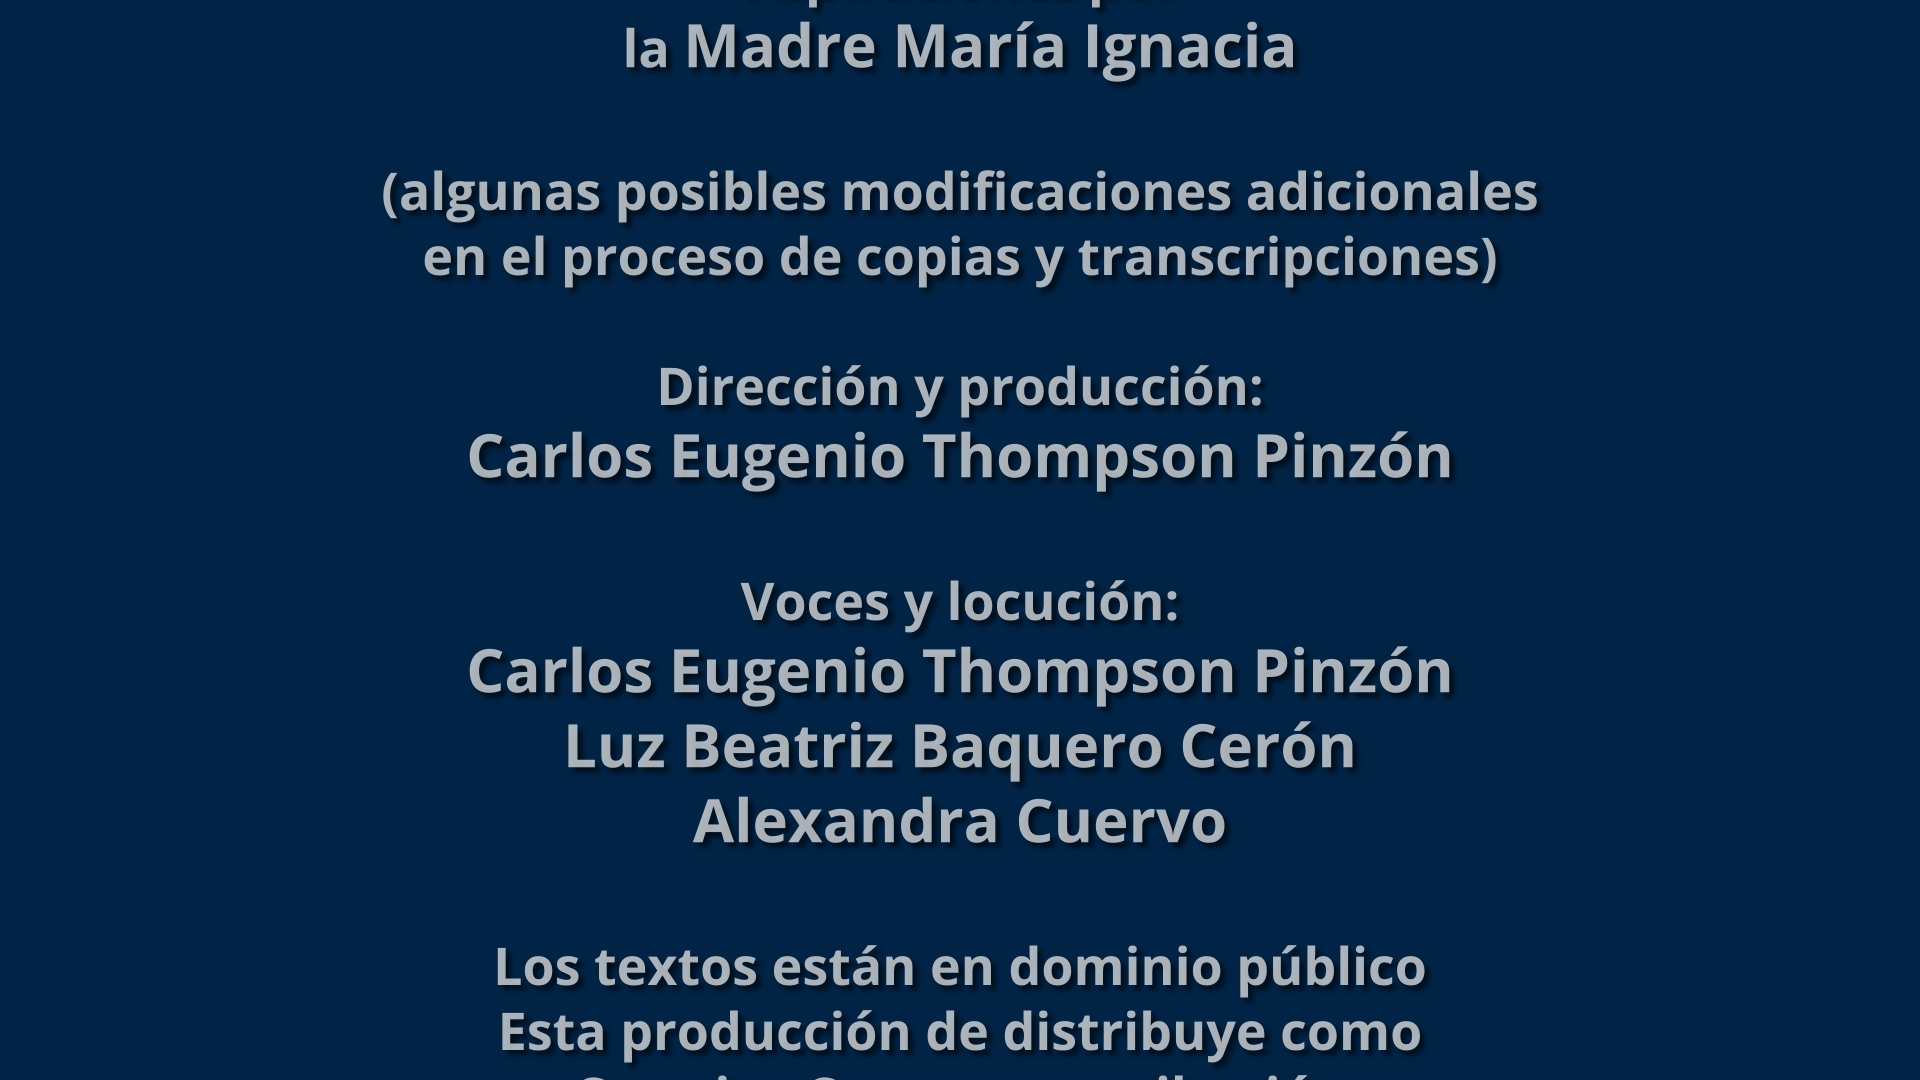 la Madre María Ignacia
(algunas posibles modificaciones adicionales
en el proceso de copias y transcripciones)
Dirección y producción:
Carlos Eugenio Thompson Pinzón
Voces y locución:
Carlos Eugenio Thompson Pinzón
Luz Beatriz Baquero Cerón
Alexandra Cuervo
Los textos están en dominio público
Esta producción de distribuye como